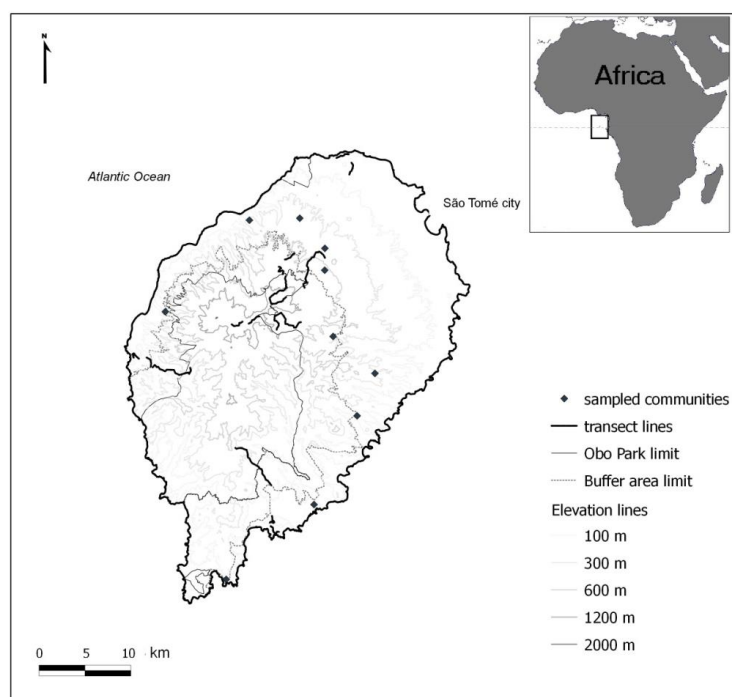 N
Africa
Atlantic Ocean
São Tomé city
sampled communities
transect lines
Obo Park limit
Buffer area limit
Elevation lines
100 m
300 m
600 m
1200 m
2000 m
0 5 10 km